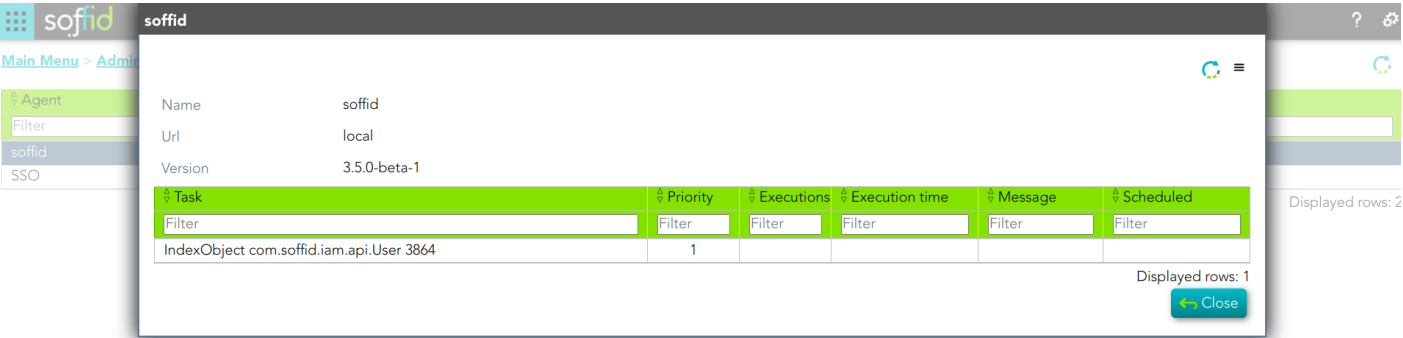 soffid
soffid
?
Main Menu > Admin
Name soffid
Url local
Version 3.5.0-beta-1
Agent
Filter
soffid
SSO
Task Priority Executions Execution time Message Scheduled
Filter Filter Filter Filter Filter Filter
IndexObject com.soffid.iam.api.User 3864 1
Displayed rows: 1
Close
Displayed rows: 2